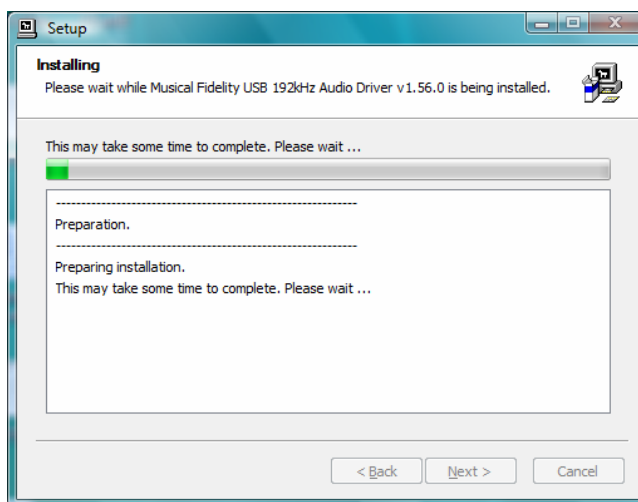 Setup
Installing
Please wait while Musical Fidelity USB 192kHz Audio Driver v1.56.0 is being installed.
This may take some time to complete. Please wait ...
------------------------------------------------------------
Preparation.
------------------------------------------------------------
Preparing installation.
This may take some time to complete. Please wait ...
< Back
Next >
Cancel